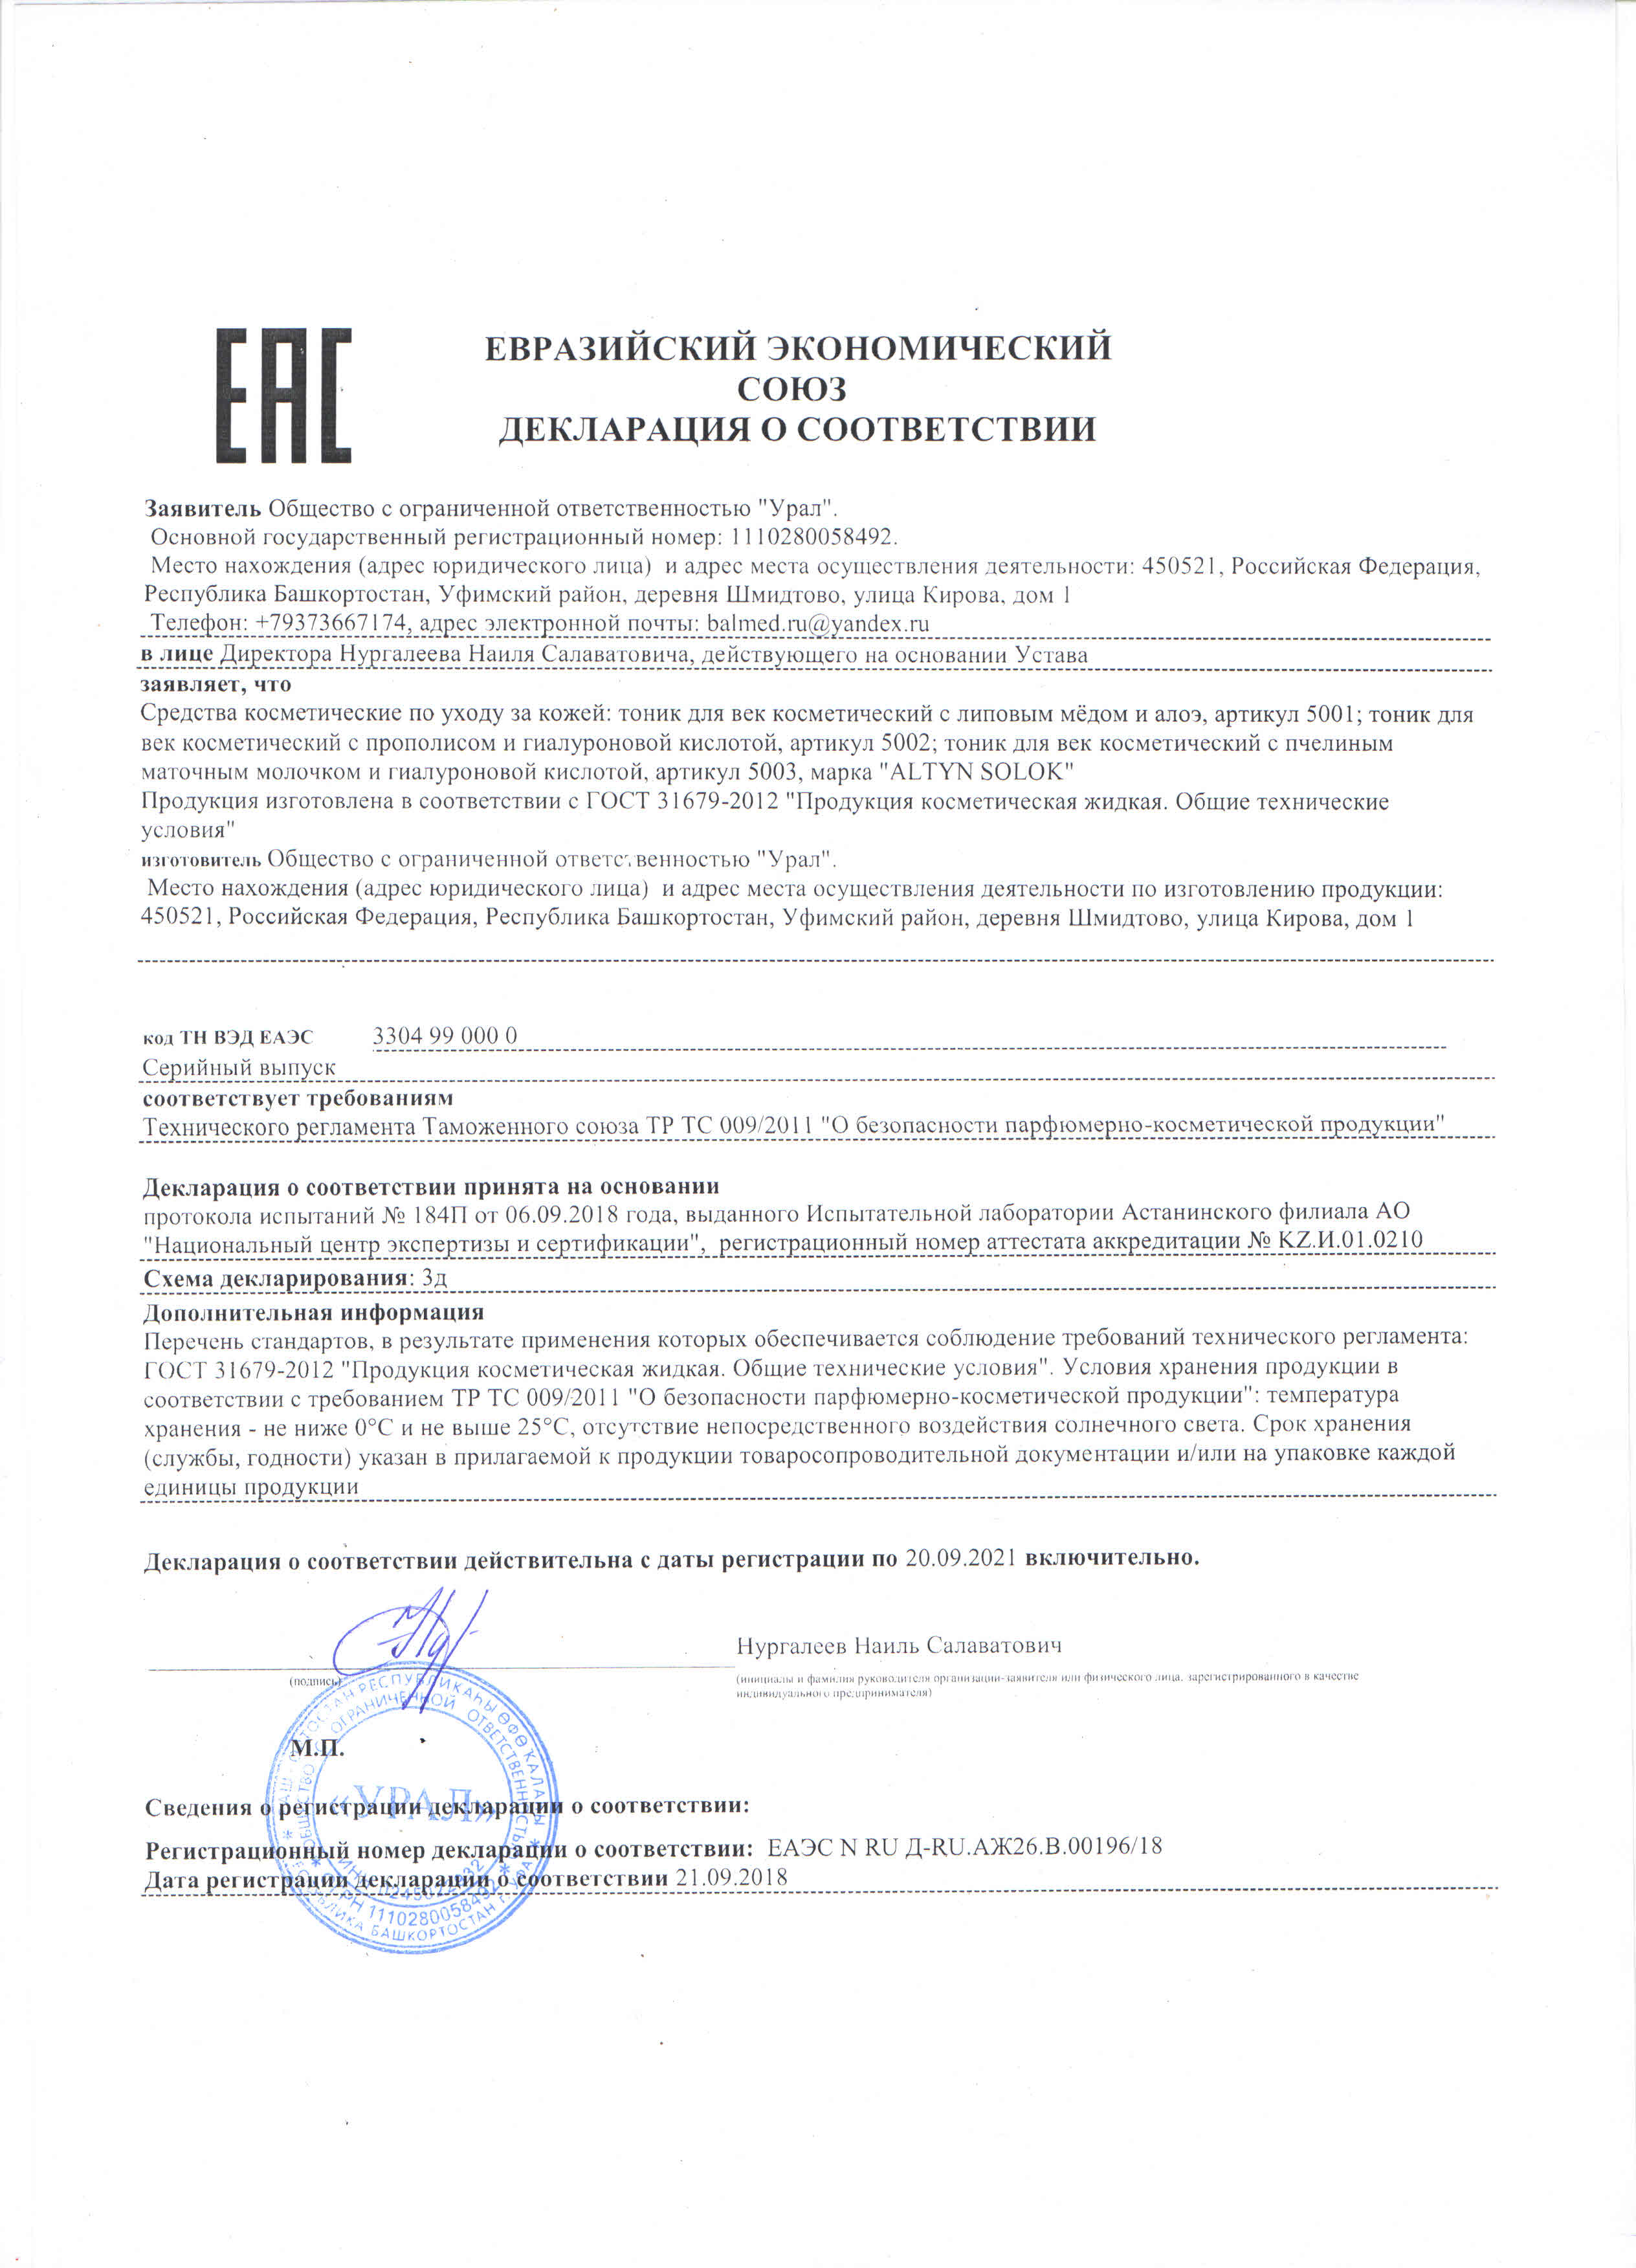 ЕАС
ЕВРАЗИЙСКИЙ ЭКОНОМИЧЕСКИЙ
СОЮЗ
ДЕКЛАРАЦИЯ О СООТВЕТСТВИИ
Заявитель Общество с ограниченной ответственностью "Урал".
Основной государственный регистрационный номер: 1110280058492.
Место нахождения (адрес юридического лица) и адрес места осуществления деятельности: 450521, Российская Федерация,
Республика Башкортостан, Уфимский район, деревня Шмидтово, улица Кирова, дом 1
Телефон: +79373667174, адрес электронной почты: balmed.ru@yandex.ru
в лице Директора Нургалеева Наиля Салаватовича, действующего на основании Устава
заявляет, что
Средства косметические по уходу за кожей: тоник для век косметический с липовым мёдом и алоэ, артикул 5001; тоник для
век косметический с прополисом и гиалуроновой кислотой, артикул 5002; тоник для век косметический с пчелиным
маточным молочком и гиалуроновой кислотой, артикул 5003, марка "ALTYN SOLOK"
Продукция изготовлена в соответствии с ГОСТ 31679-2012 "Продукция косметическая жидкая. Общие технические
условия"
изготовитель Общество с ограниченной ответственностью "Урал".
Место нахождения (адрес юридического лица) и адрес места осуществления деятельности по изготовлению продукции:
450521, Российская Федерация, Республика Башкортостан, Уфимский район, деревня Шмидтово, улица Кирова, дом 1
код ТН ВЭД ЕАЭС 3304 99 000 0
Серийный выпуск
соответствует требованиям
Технического регламента Таможенного союза ТР ТС 009/2011 "О безопасности парфюмерно-косметической продукции"
Декларация о соответствии принята на основании
протокола испытаний № 184П от 06.09.2018 года, выданного Испытательной лаборатории Астанинского филиала АО
"Национальный центр экспертизы и сертификации", регистрационный номер аттестата аккредитации № KZ.И.01.0210
Схема декларирования: 3д
Дополнительная информация
Перечень стандартов, в результате применения которых обеспечивается соблюдение требований технического регламента:
ГОСТ 31679-2012 "Продукция косметическая жидкая. Общие технические условия". Условия хранения продукции в
соответствии с требованием ТР ТС 009/2011 "О безопасности парфюмерно-косметической продукции": температура
хранения - не ниже 0°С и не выше 25°С, отсутствие непосредственного воздействия солнечного света. Срок хранения
(службы, годности) указан в прилагаемой к продукции товаросопроводительной документации и/или на упаковке каждой
единицы продукции
Декларация о соответствии действительна с даты регистрации по 20.09.2021 включительно.
Нургалеев Наиль Салаватович
(подпись)
(инициалы и фамилия руководителя организации-заявителя или физического лица, зарегистрированного в качестве
индивидуального предпринимателя)
М.П.
ОГРАНИЧЕННОЙ ОТВЕТСТВЕННОСТЬЮ
«УРАЛ»
1110280058492
БАШКОРТОСТАН
Сведения о регистрации декларации о соответствии:
Регистрационный номер декларации о соответствии: ЕАЭС N RU Д-RU.АЖ26.В.00196/18
Дата регистрации декларации о соответствии 21.09.2018